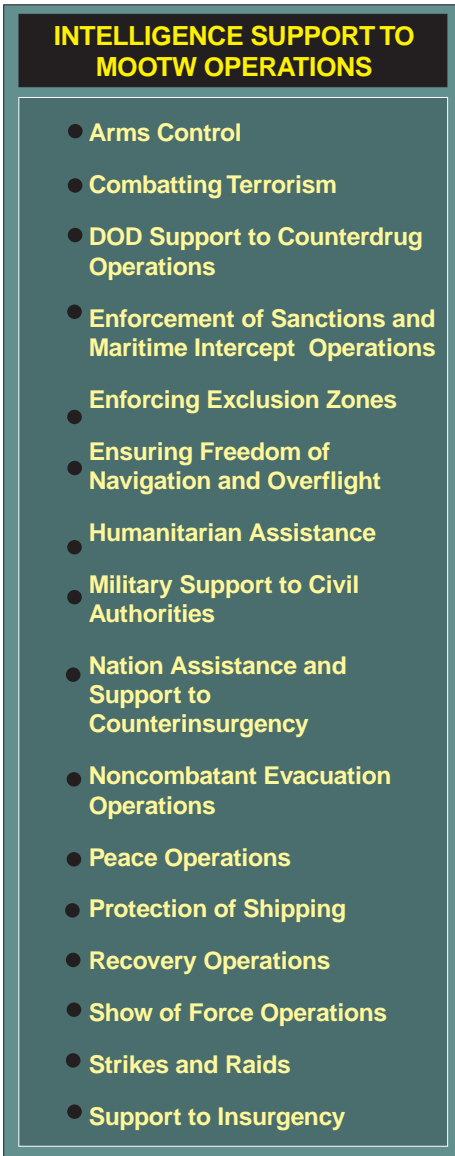 INTELLIGENCE SUPPORT TO
MOOTW OPERATIONS
Arms Control
Combatting Terrorism
DOD Support to Counterdrug
Operations
Enforcement of Sanctions and
Maritime Intercept Operations
Enforcing Exclusion Zones
Ensuring Freedom of
Navigation and Overflight
Humanitarian Assistance
Military Support to Civil
Authorities
Nation Assistance and
Support to
Counterinsurgency
Noncombatant Evacuation
Operations
Peace Operations
Protection of Shipping
Recovery Operations
Show of Force Operations
Strikes and Raids
Support to Insurgency